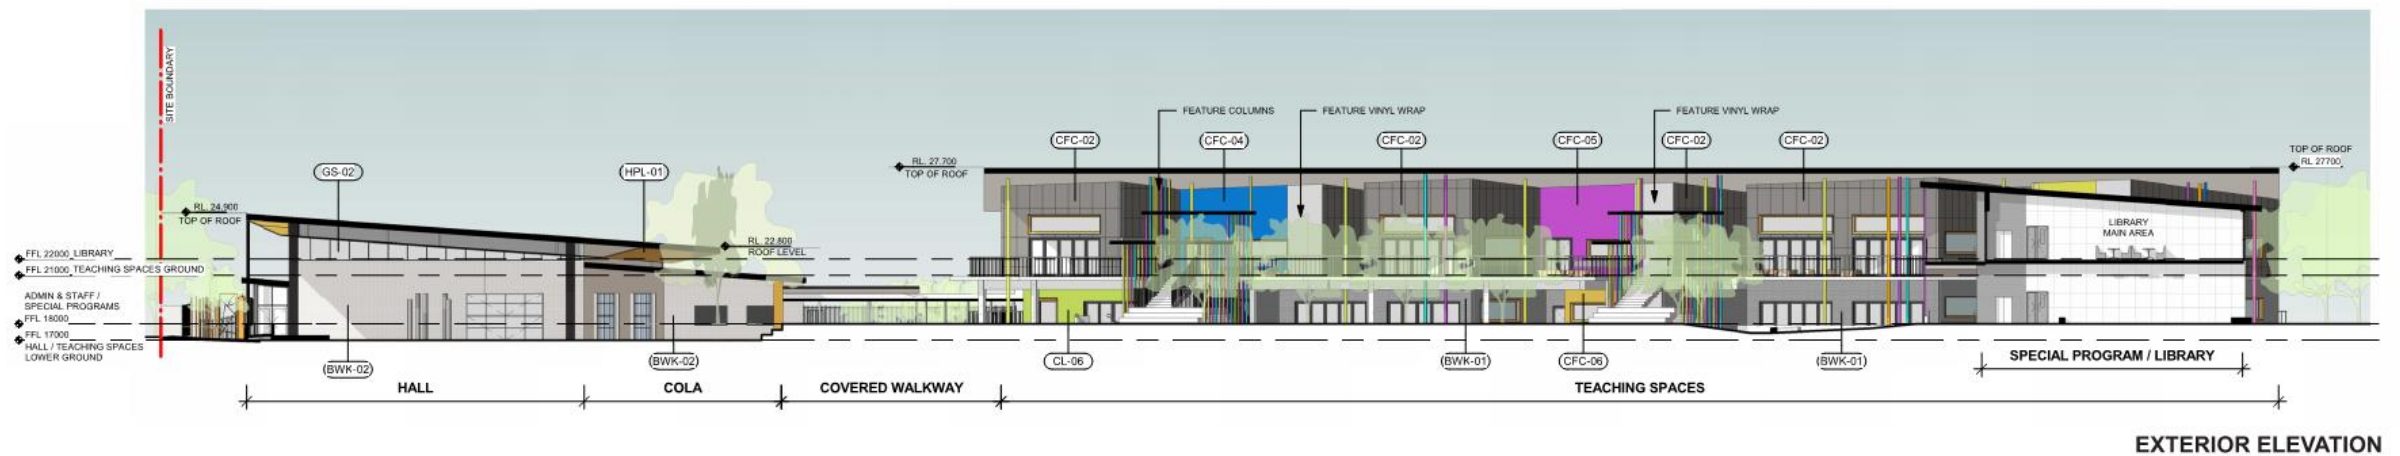 SITE BOUNDARY
FEATURE COLUMNS
FEATURE VINYL WRAP
FEATURE VINYL WRAP
CFC-02
CFC-04
CFC-02
CFC-05
CFC-02
CFC-02
RL. 27.700
TOP OF ROOF
TOP OF ROOF
RL 27700
GS-02
HPL-01
RL. 24.900
TOP OF ROOF
RL. 22.800
ROOF LEVEL
LIBRARY
MAIN AREA
FFL 22000 LIBRARY
FFL 21000 TEACHING SPACES GROUND
ADMIN & STAFF /
SPECIAL PROGRAMS
FFL 18000
FFL 17000
HALL / TEACHING SPACES
LOWER GROUND
BWK-02
BWK-02
CL-06
BWK-01
CFC-06
BWK-01
SPECIAL PROGRAM / LIBRARY
HALL
COLA
COVERED WALKWAY
TEACHING SPACES
EXTERIOR ELEVATION